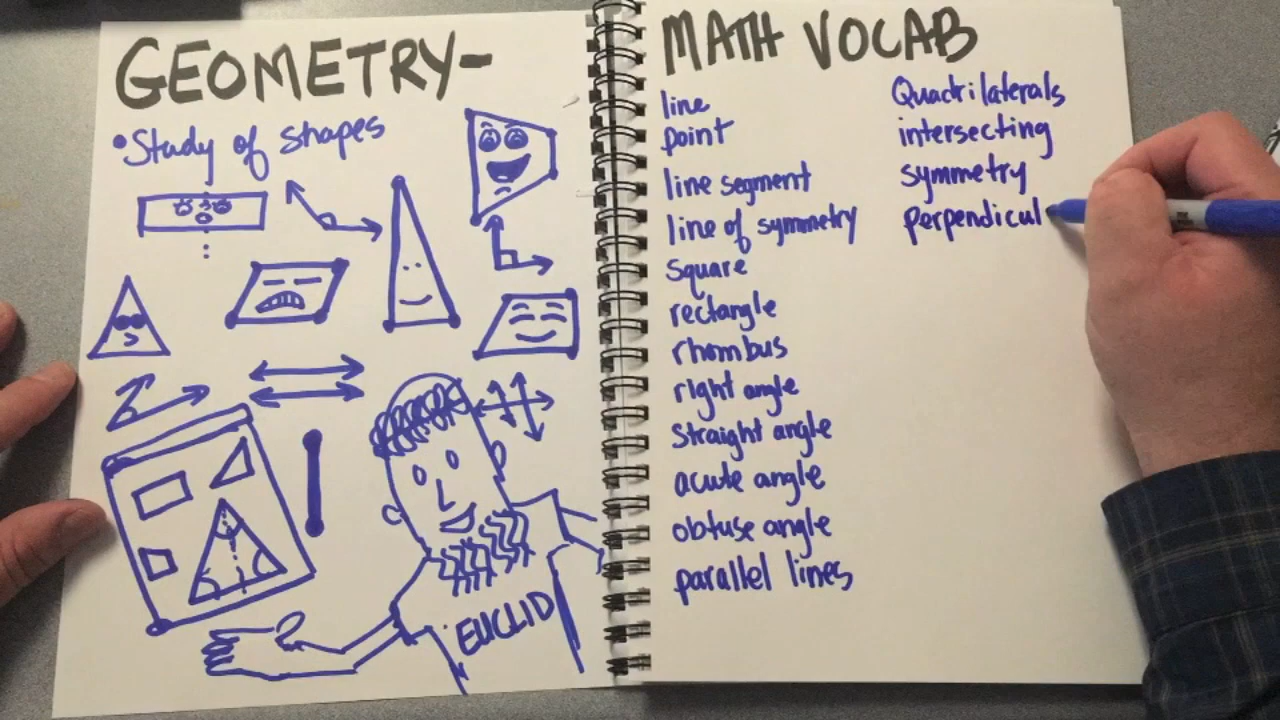 GEOMETRY-
•Study of shapes
EUCLID
MATH VOCAB
line
point
line segment
line of symmetry
square
rectangle
rhombus
right angle
straight angle
acute angle
obtuse angle
parallel lines
Quadrilaterals
intersecting
symmetry
perpendicul